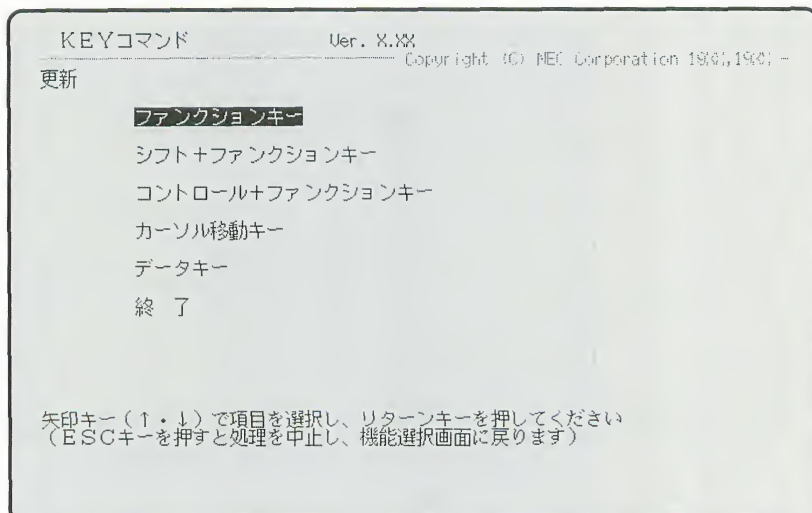 KEYコマンド Ver. X.XX
Copyright (C) NEC Corporation
更新
ファンクションキー
シフト+ファンクションキー
コントロール+ファンクションキー
カーソル移動キー
データキー
終 了
矢印キー(↑・↓)で項目を選択し、リターンキーを押してください
(ESCキーを押すと処理を中止し、機能選択画面に戻ります)